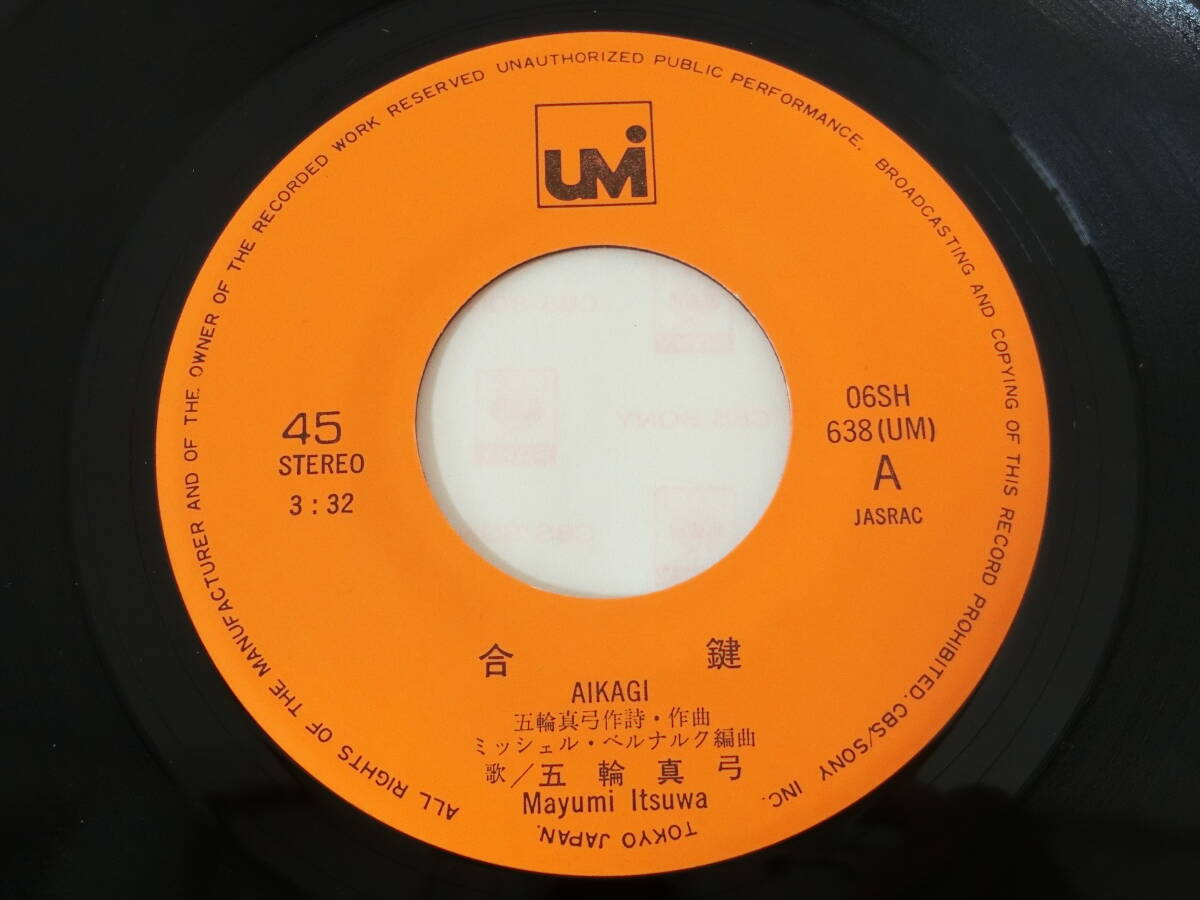 ALL RIGHTS OF THE MANUFACTURER AND OF THE OWNER OF THE RECORDED WORK RESERVED UNAUTHORIZED PUBLIC PERFORMANCE. BROADCASTING AND COPYING OF THIS RECORD PROHIBITED. CBS/SONY INC.
TOKYO JAPAN.
UMI
45
STEREO
3:32
06SH
638(UM)
A
JASRAC
合鍵
AIKAGI
五輪真弓作詩・作曲
ミッシェル・ベルナルク編曲
歌/五輪真弓
Mayumi Itsuwa
CBS/SONY